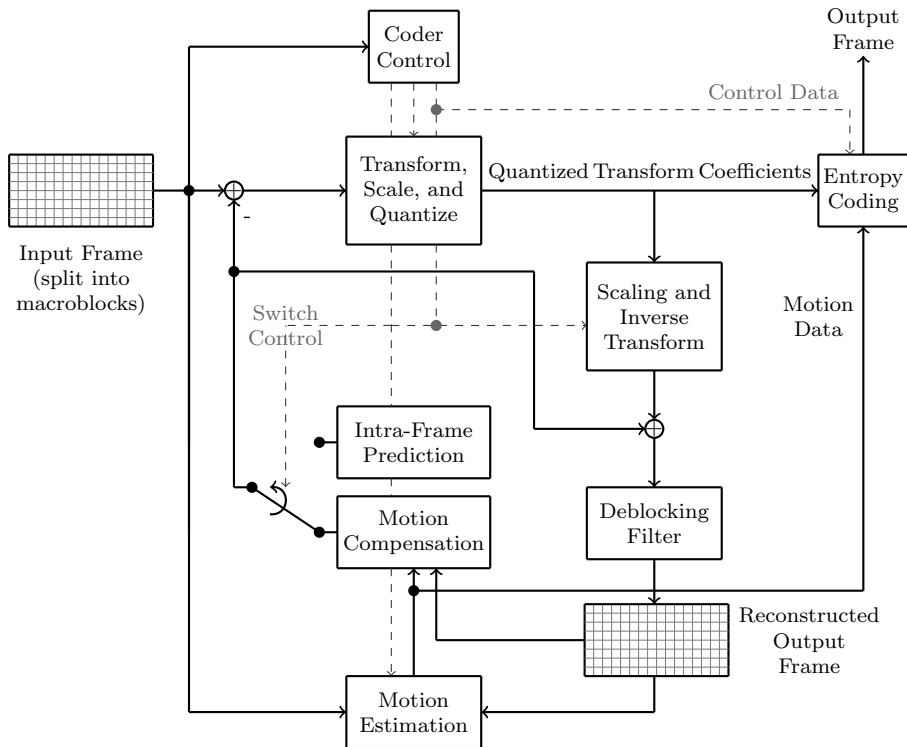 Output
Frame
Coder
Control
Control Data
Transform,
Scale, and
Quantize
Quantized Transform Coefficients
Entropy
Coding
-
Input Frame
(split into
macroblocks)
Scaling and
Inverse
Transform
Motion
Data
Switch
Control
Intra-Frame
Prediction
Motion
Compensation
Deblocking
Filter
Reconstructed
Output
Frame
Motion
Estimation